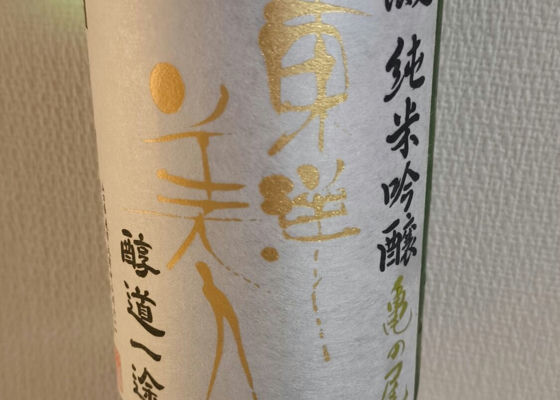 純米吟醸 亀の尾
東洋美人
醇道一途